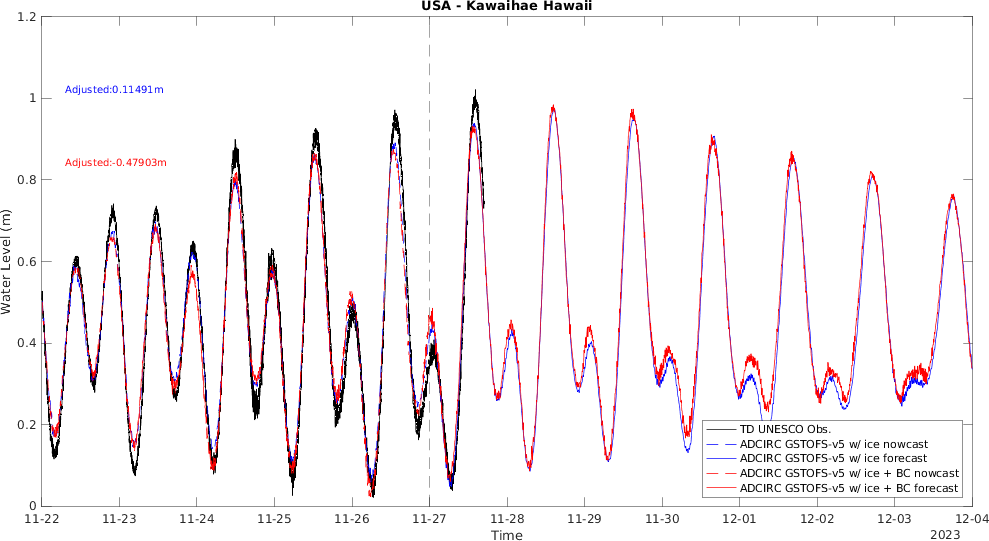 USA - Kawaihae Hawaii
1.2
1
0.8
0.6
0.4
0.2
0
Water Level (m)
Adjusted:0.11491m
Adjusted:-0.47903m
TD UNESCO Obs.
ADCIRC GSTOFS-v5 w/ ice nowcast
ADCIRC GSTOFS-v5 w/ ice forecast
ADCIRC GSTOFS-v5 w/ ice + BC nowcast
ADCIRC GSTOFS-v5 w/ ice + BC forecast
11-22 11-23 11-24 11-25 11-26 11-27 11-28 11-29 11-30 12-01 12-02 12-03 12-04
Time
2023